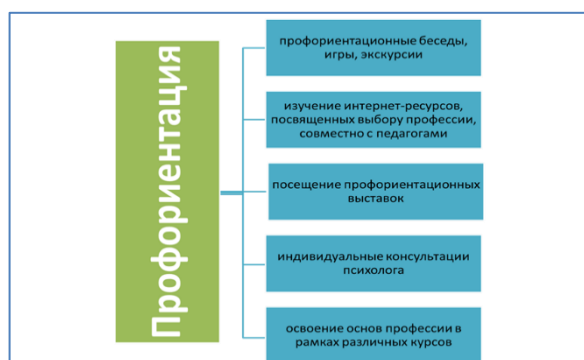 Профориентация
профориентационные беседы,
игры, экскурсии
изучение интернет-ресурсов,
посвященных выбору профессии,
совместно с педагогами
посещение профориентационных
выставок
индивидуальные консультации
психолога
освоение основ профессии в
рамках различных курсов